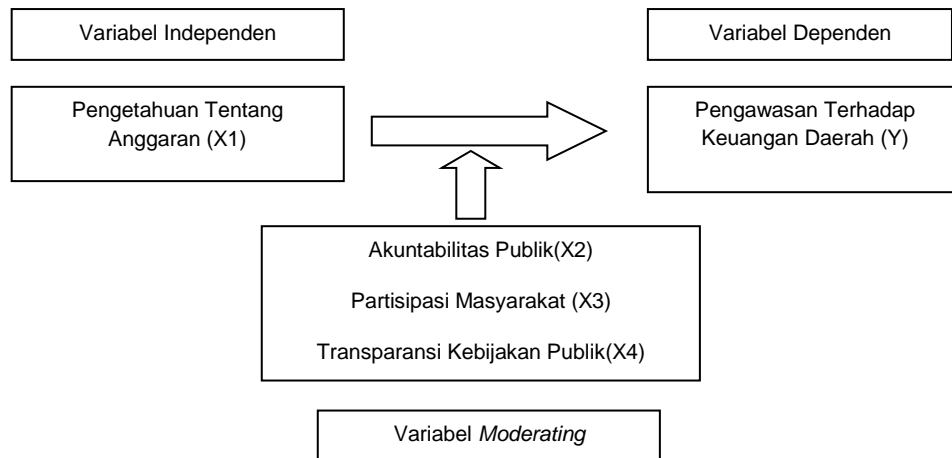 Variabel Independen
Variabel Dependen
Pengetahuan Tentang
Anggaran (X1)
Pengawasan Terhadap
Keuangan Daerah (Y)
Akuntabilitas Publik(X2)
Partisipasi Masyarakat (X3)
Transparansi Kebijakan Publik(X4)
Variabel Moderating